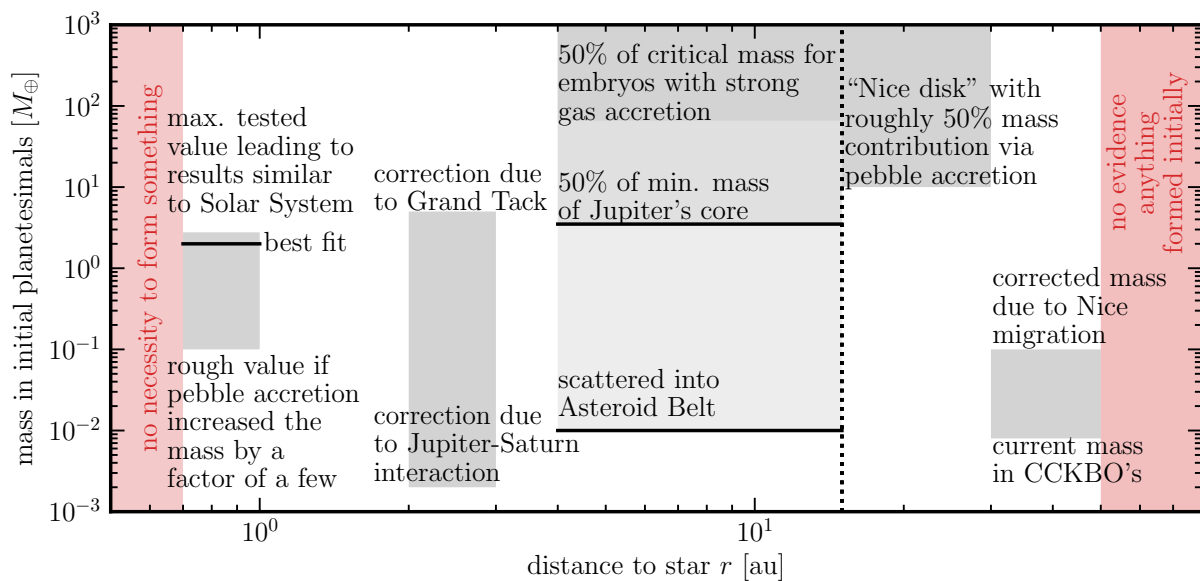 mass in initial planetesimals [$M_\oplus$]
10³
10²
10¹
10⁰
10⁻¹
10⁻²
10⁻³
no necessity to form something
max. tested
value leading to
results similar
to Solar System
best fit
rough value if
pebble accretion
increased the
mass by a
factor of a few
correction due
to Grand Tack
correction due
to Jupiter-Saturn
interaction
50% of critical mass for
embryos with strong
gas accretion
50% of min. mass
of Jupiter's core
scattered into
Asteroid Belt
“Nice disk” with
roughly 50% mass
contribution via
pebble accretion
corrected mass
due to Nice
migration
current mass
in CCKBO's
no evidence
anything
formed initially
10⁰
10¹
distance to star $r$ [au]